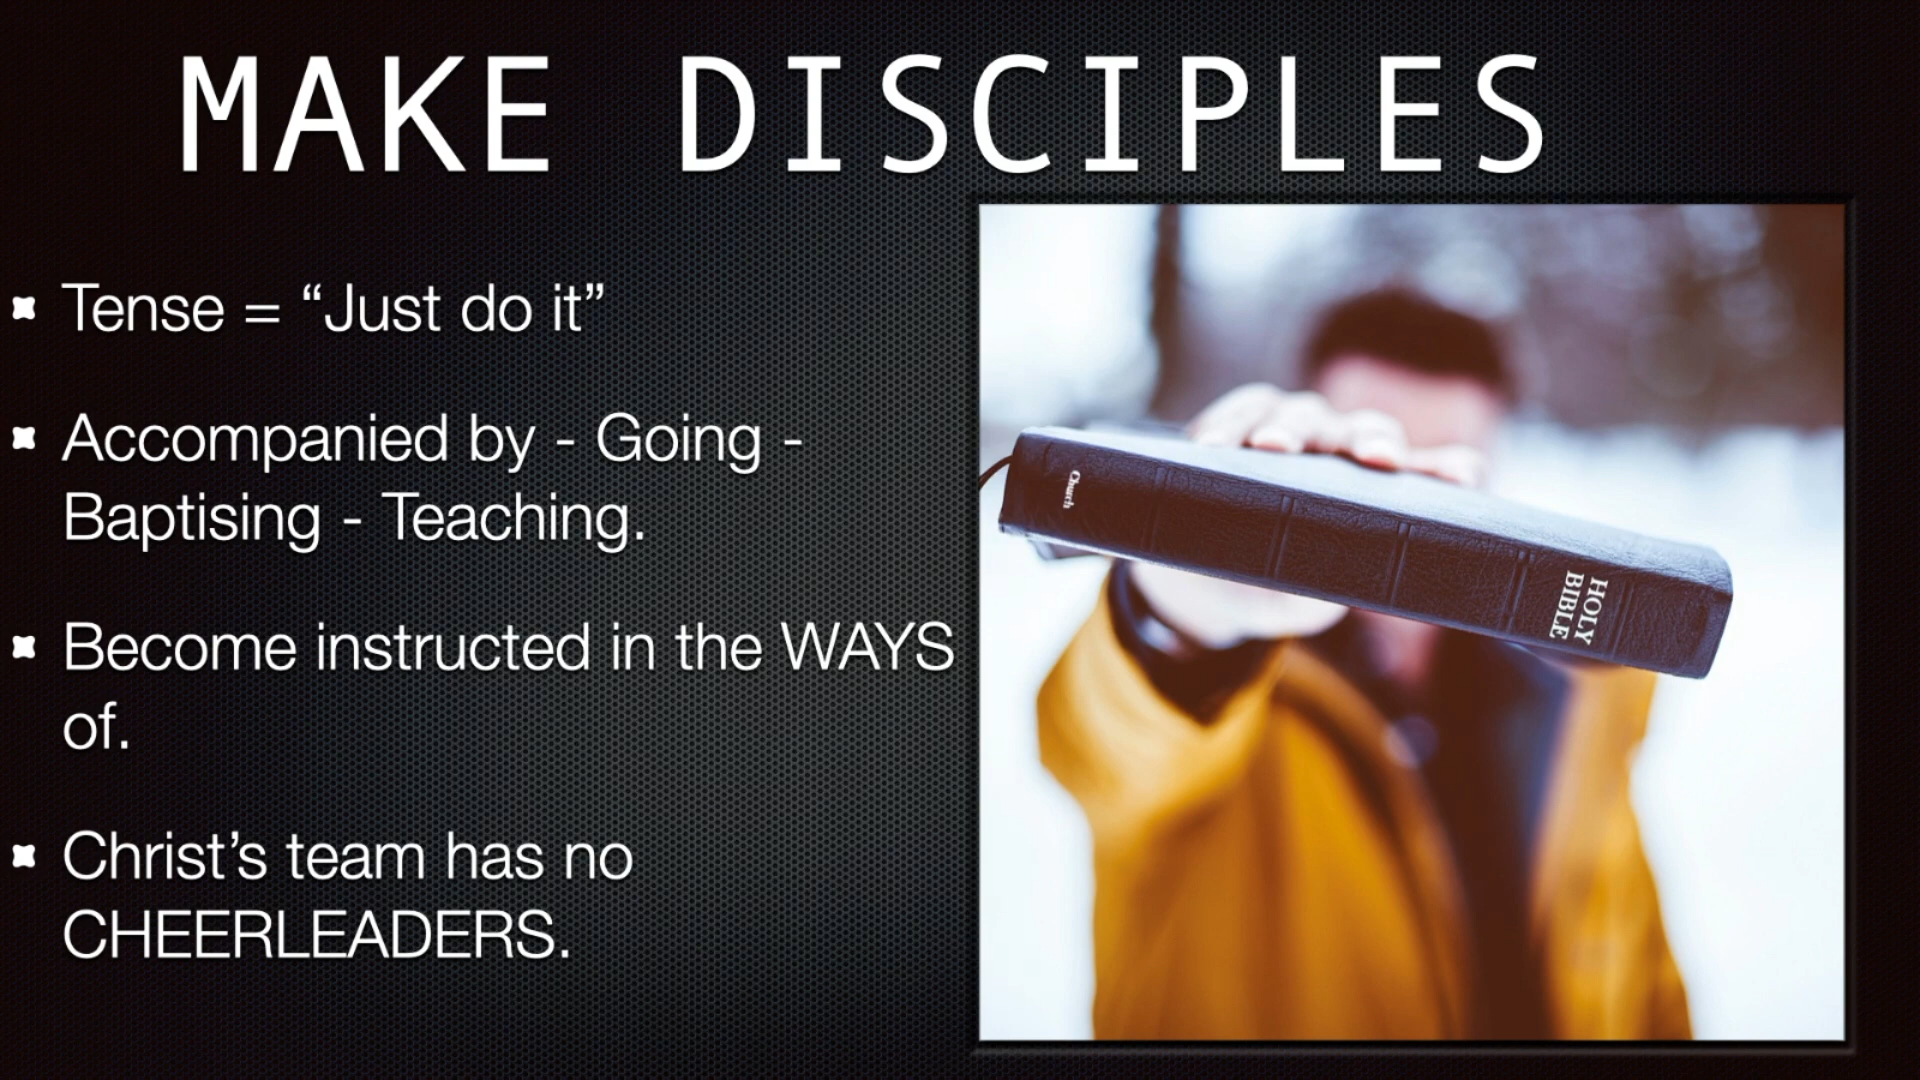 MAKE DISCIPLES
Tense = “Just do it”
Accompanied by - Going -
Baptising - Teaching.
Become instructed in the WAYS
of.
Christ’s team has no
CHEERLEADERS.
Church
HOLY
BIBLE